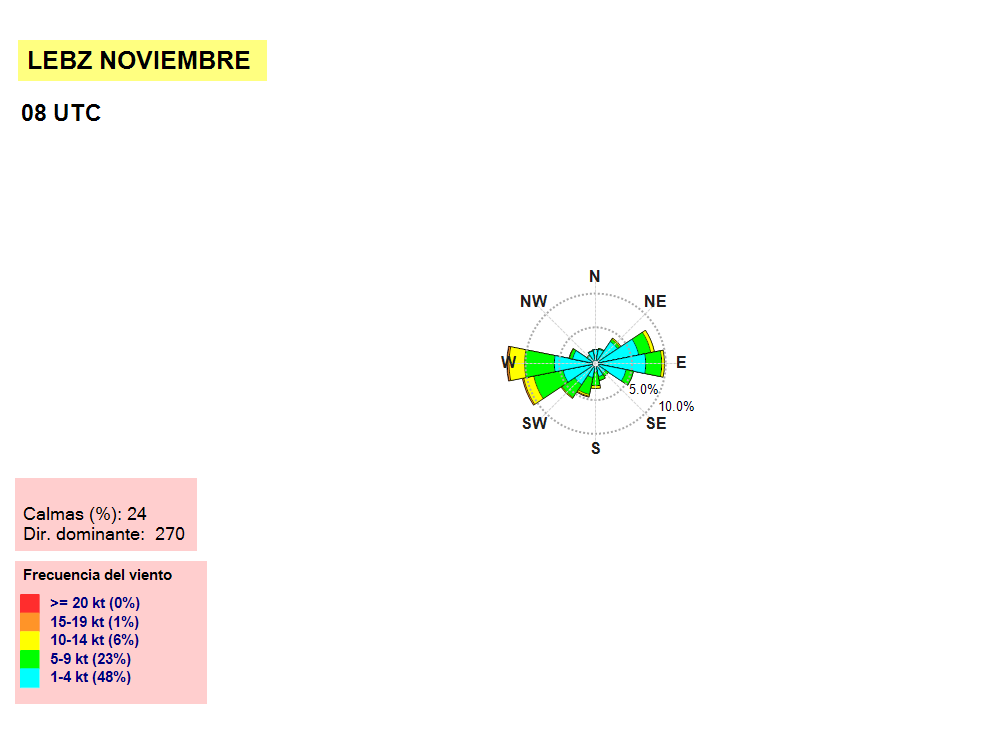 LEBZ NOVIEMBRE
08 UTC
N
NW
NE
W
E
5.0%
10.0%
SW
SE
S
Calmas (%): 24
Dir. dominante: 270
Frecuencia del viento
>= 20 kt (0%)
15-19 kt (1%)
10-14 kt (6%)
5-9 kt (23%)
1-4 kt (48%)